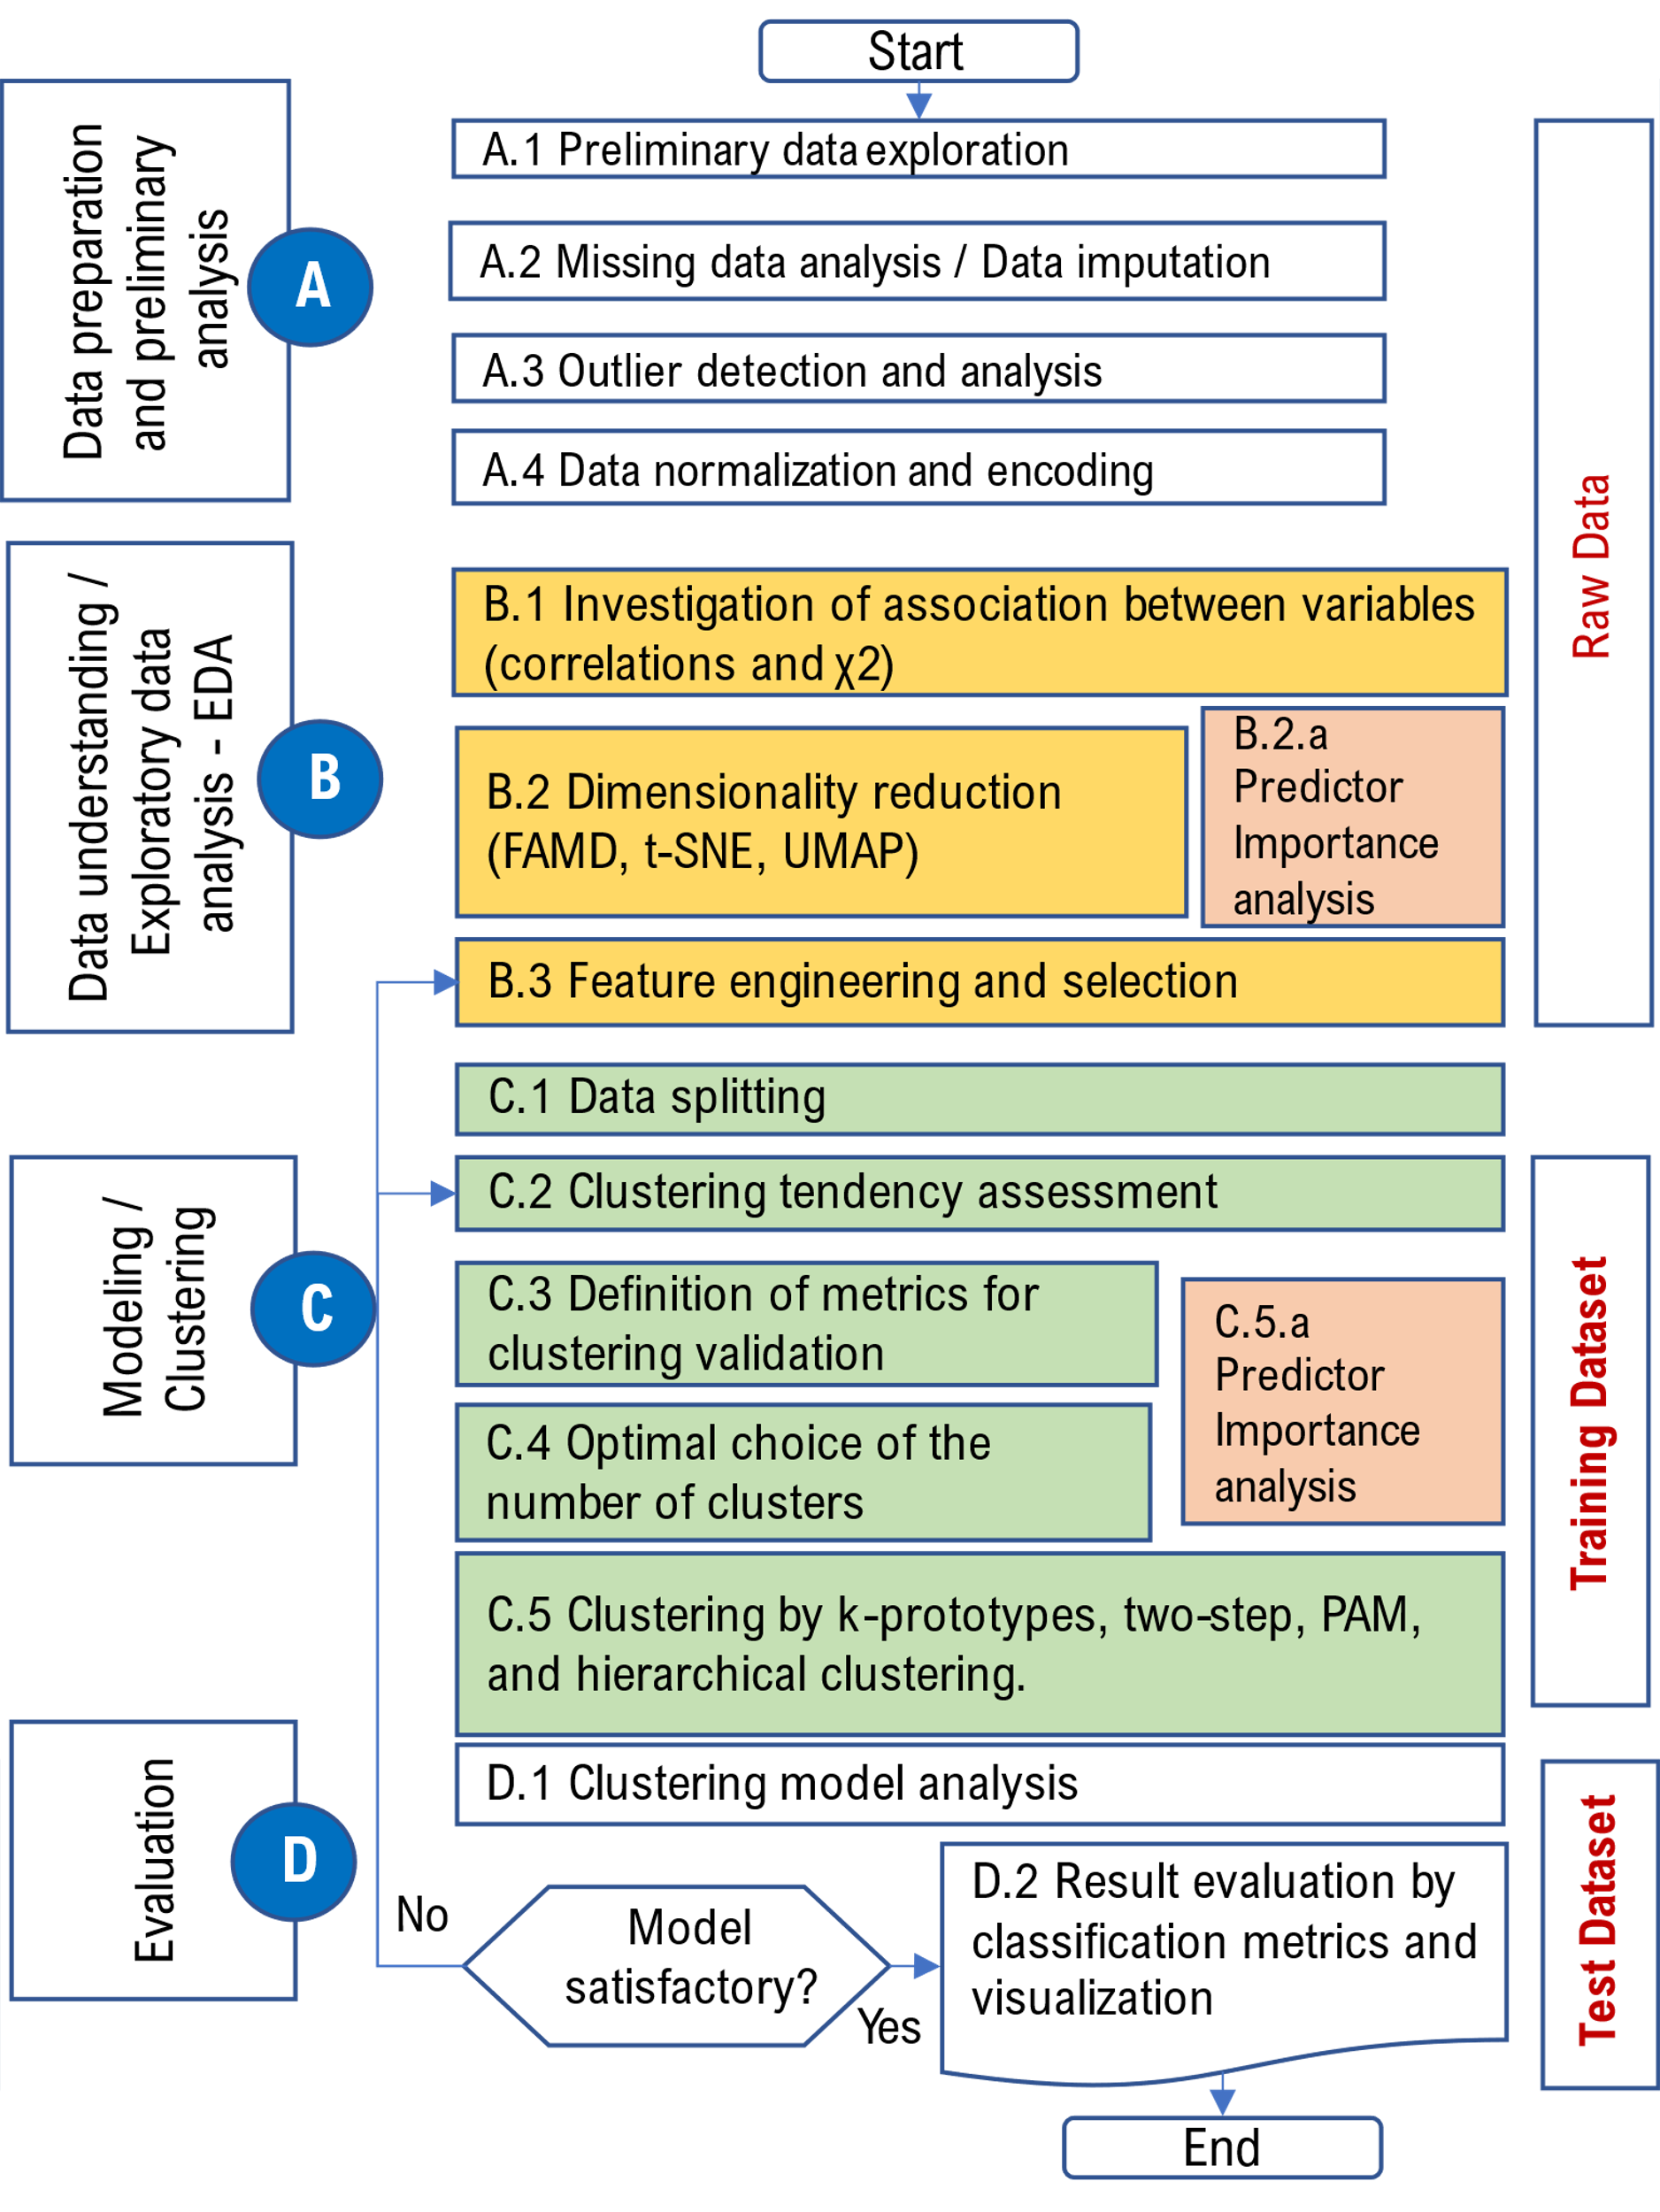 Start
Data preparation
and preliminary
analysis
A
A.1 Preliminary data exploration
A.2 Missing data analysis / Data imputation
A.3 Outlier detection and analysis
A.4 Data normalization and encoding
Raw Data
Data understanding /
Exploratory data
analysis - EDA
B
B.1 Investigation of association between variables
(correlations and χ2)
B.2 Dimensionality reduction
(FAMD, t-SNE, UMAP)
B.2.a
Predictor
Importance
analysis
B.3 Feature engineering and selection
Modeling /
Clustering
C
C.1 Data splitting
C.2 Clustering tendency assessment
C.3 Definition of metrics for
clustering validation
C.4 Optimal choice of the
number of clusters
C.5.a
Predictor
Importance
analysis
C.5 Clustering by k-prototypes, two-step, PAM,
and hierarchical clustering.
Training Dataset
Evaluation
D
D.1 Clustering model analysis
No
Model
satisfactory?
Yes
D.2 Result evaluation by
classification metrics and
visualization
Test Dataset
End